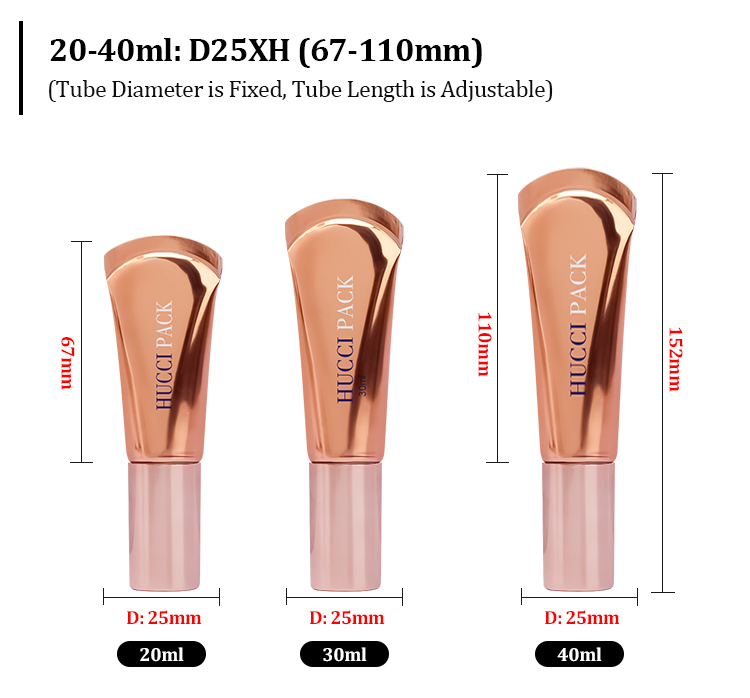 20-40ml: D25XH (67-110mm)
(Tube Diameter is Fixed, Tube Length is Adjustable)
67mm
HUCCI PACK
HUCCI PACK
30ml
110mm
HUCCI PACK
152mm
D: 25mm
D: 25mm
D: 25mm
20ml
30ml
40ml